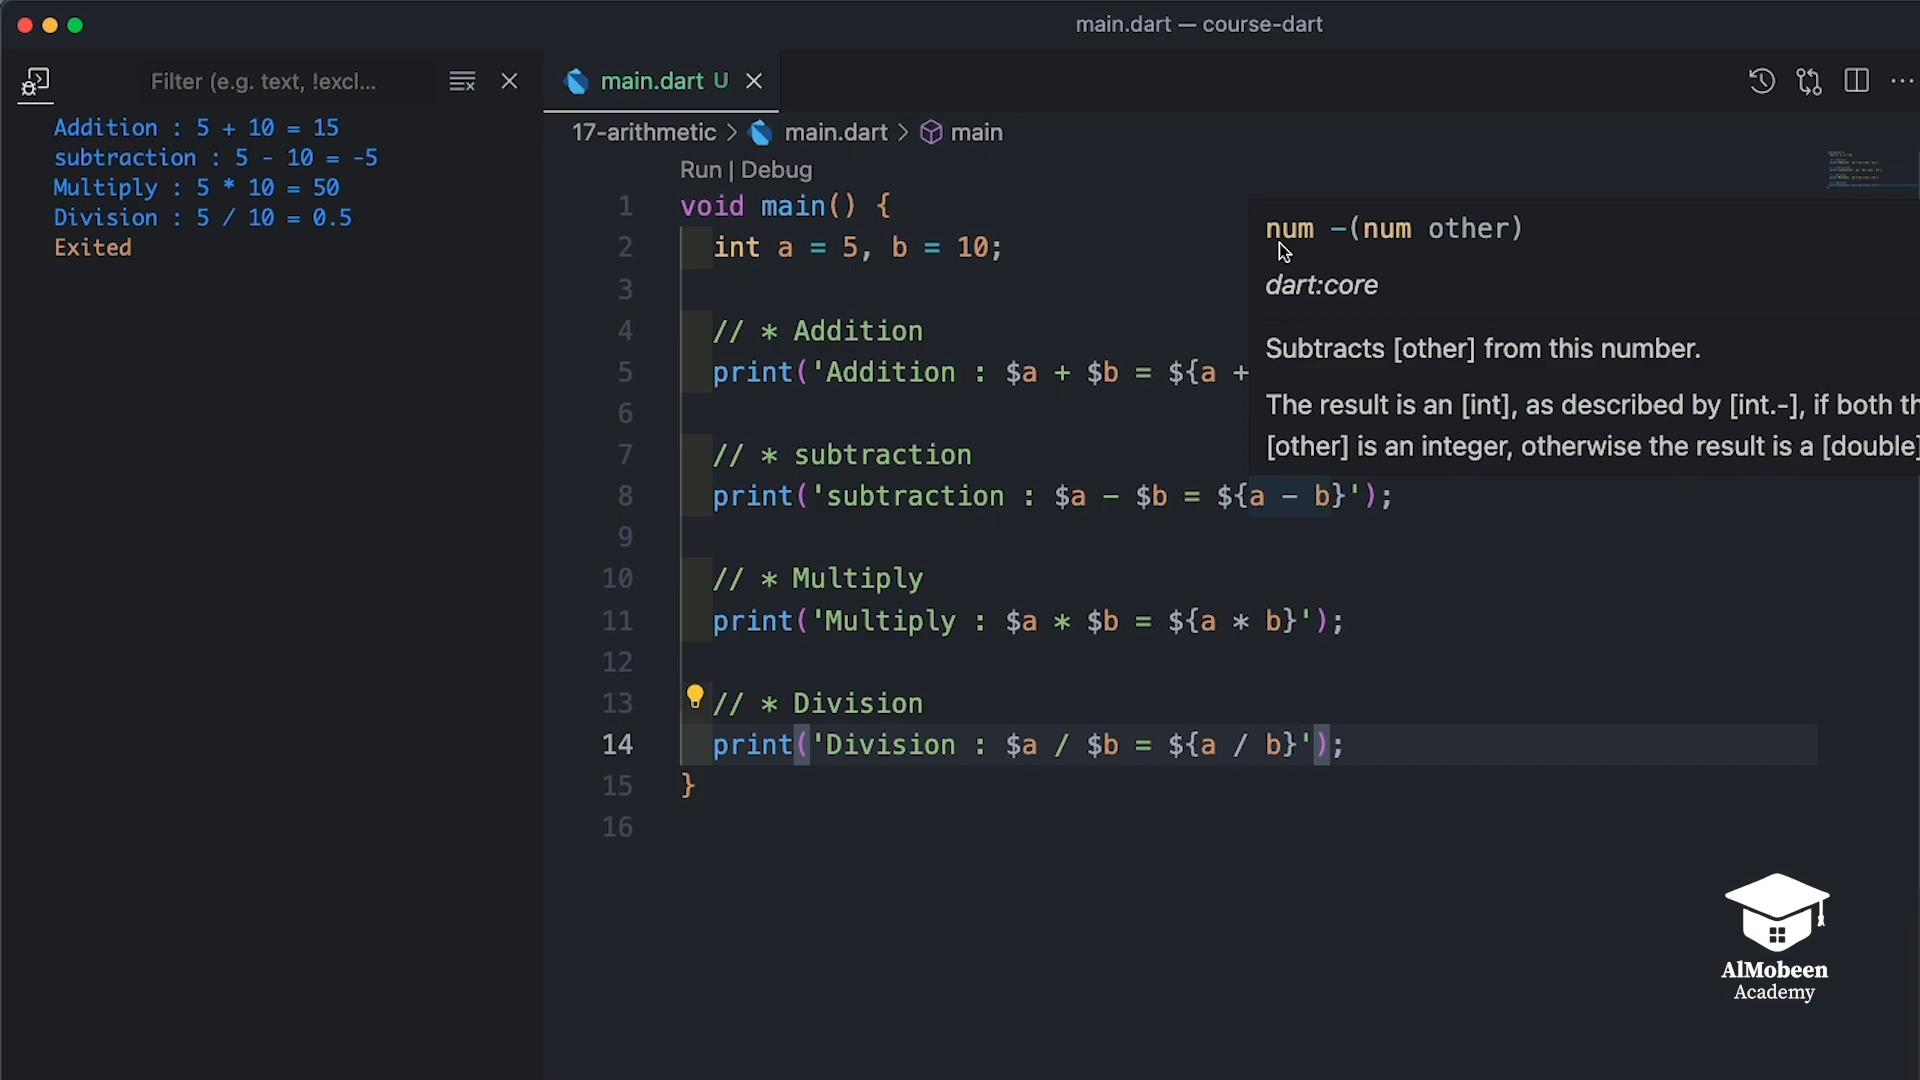 main.dart — course-dart
Filter (e.g. text, !excl...
main.dart U
Addition : 5 + 10 = 15
subtraction : 5 - 10 = -5
Multiply : 5 * 10 = 50
Division : 5 / 10 = 0.5
Exited
17-arithmetic > main.dart > main
Run | Debug
1 void main() {
2 int a = 5, b = 10;
3
4 // * Addition
5 print('Addition : $a + $b = ${a +
6
7 // * subtraction
8 print('subtraction : $a - $b = ${a - b}');
9
10 // * Multiply
11 print('Multiply : $a * $b = ${a * b}');
12
13 // * Division
14 print('Division : $a / $b = ${a / b}');
15 }
16
num -(num other)
dart:core
Subtracts [other] from this number.
The result is an [int], as described by [int.-], if both th
[other] is an integer, otherwise the result is a [double]
AlMobeen
Academy